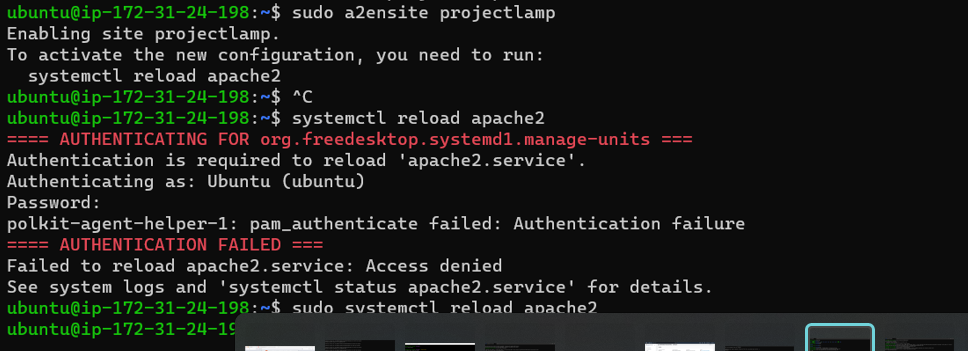 ubuntu@ip-172-31-24-198:~$ sudo a2ensite projectlamp
Enabling site projectlamp.
To activate the new configuration, you need to run:
  systemctl reload apache2
ubuntu@ip-172-31-24-198:~$ ^C
ubuntu@ip-172-31-24-198:~$ systemctl reload apache2
==== AUTHENTICATING FOR org.freedesktop.systemd1.manage-units ===
Authentication is required to reload 'apache2.service'.
Authenticating as: Ubuntu (ubuntu)
Password:
polkit-agent-helper-1: pam_authenticate failed: Authentication failure
==== AUTHENTICATION FAILED ===
Failed to reload apache2.service: Access denied
See system logs and 'systemctl status apache2.service' for details.
ubuntu@ip-172-31-24-198:~$ sudo systemctl reload apache2
ubuntu@ip-172-31-24-19